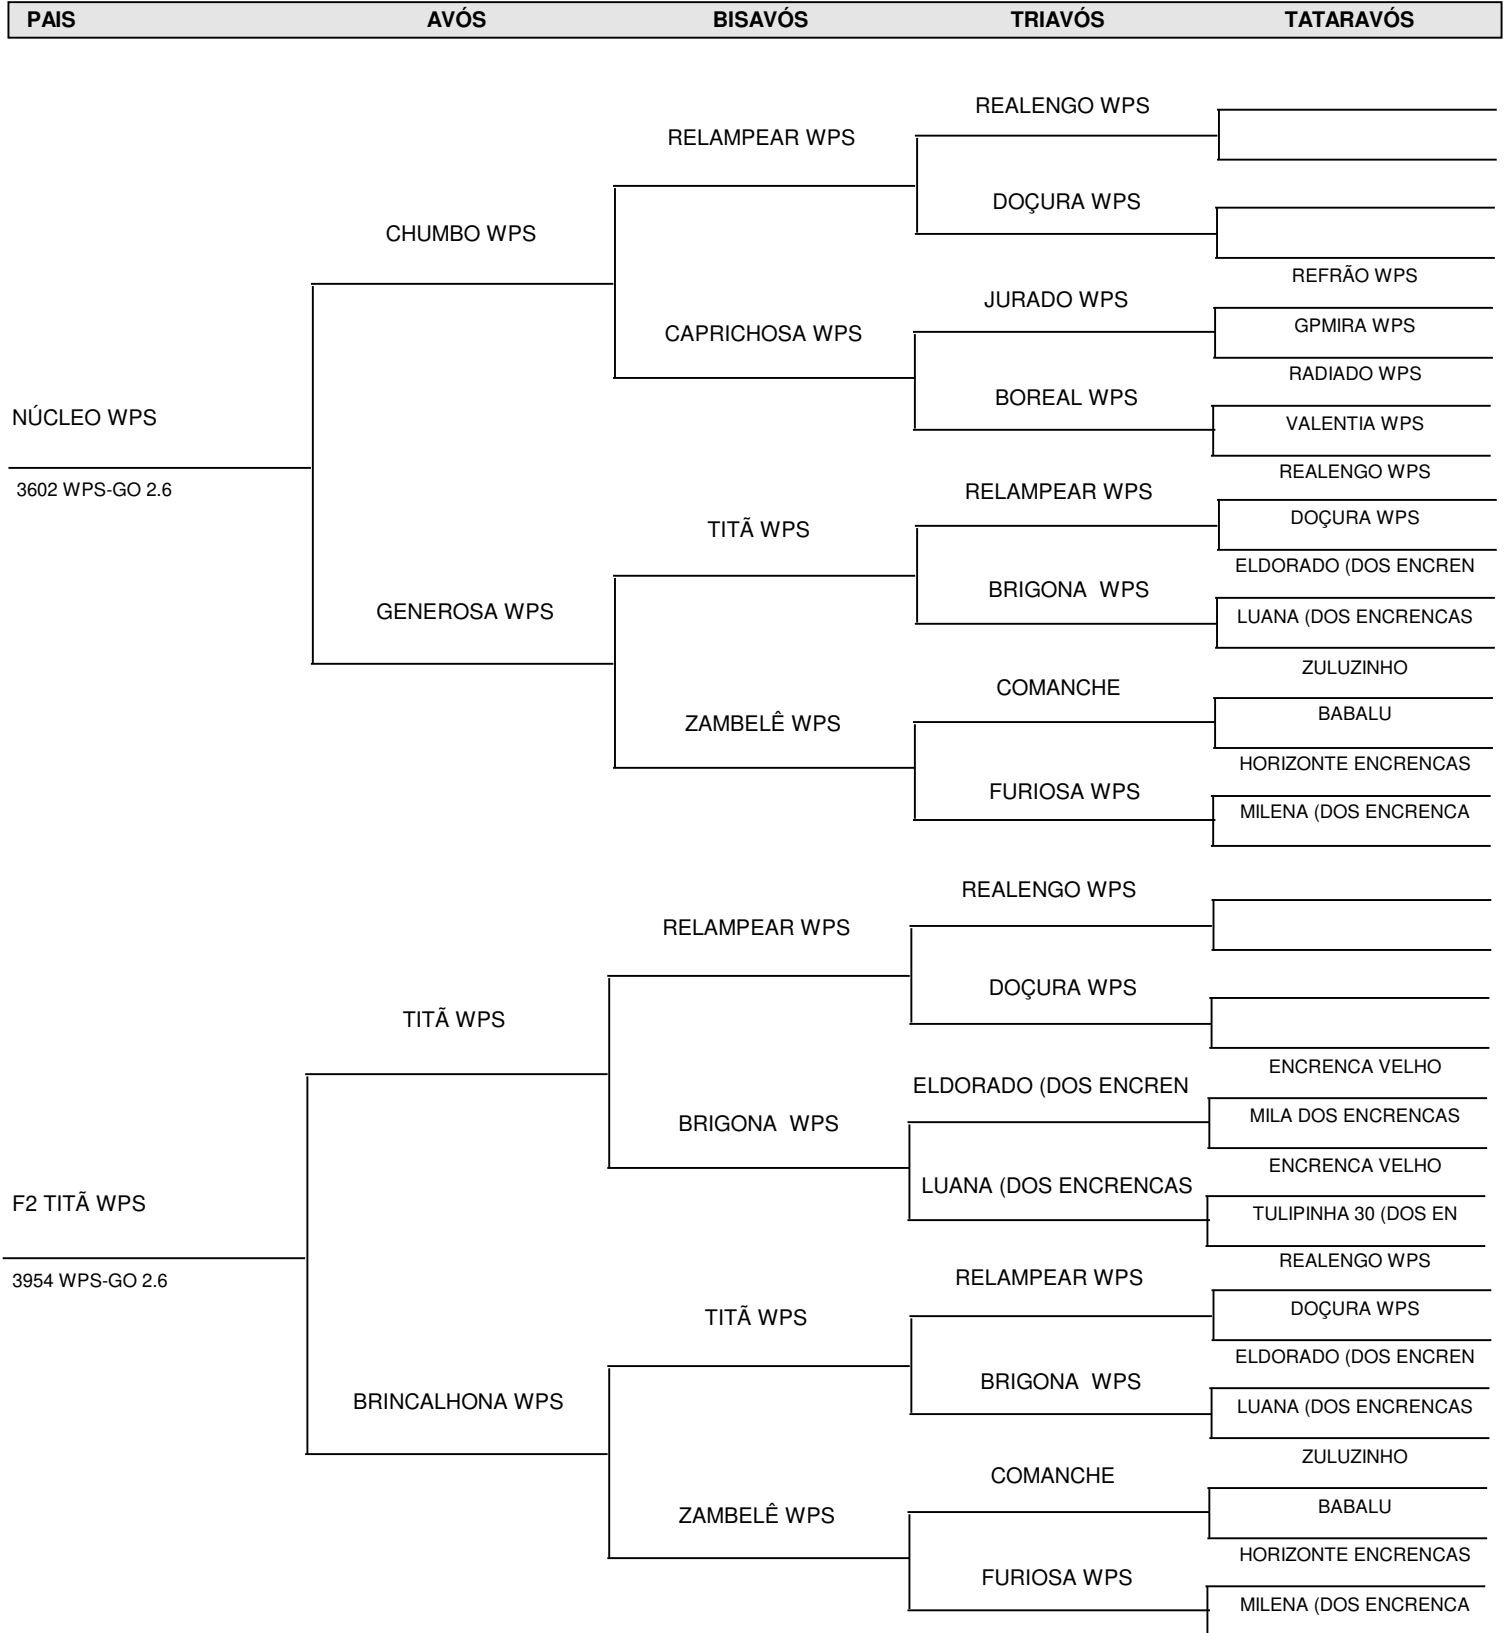 PAIS AVÓS BISAVÓS TRIAVÓS TATARAVÓS
REALENGO WPS
RELAMPEAR WPS
DOÇURA WPS
CHUMBO WPS
REFRÃO WPS
JURADO WPS
GPMIRA WPS
CAPRICHOSA WPS
RADIADO WPS
BOREAL WPS
VALENTIA WPS
NÚCLEO WPS
REALENGO WPS
3602 WPS-GO 2.6
RELAMPEAR WPS
DOÇURA WPS
TITÃ WPS
ELDORADO (DOS ENCREN
BRIGONA  WPS
GENEROSA WPS
LUANA (DOS ENCRENCAS
ZULUZINHO
COMANCHE
BABALU
ZAMBELÊ WPS
HORIZONTE ENCRENCAS
FURIOSA WPS
MILENA (DOS ENCRENCA
REALENGO WPS
RELAMPEAR WPS
DOÇURA WPS
TITÃ WPS
ENCRENCA VELHO
ELDORADO (DOS ENCREN
MILA DOS ENCRENCAS
BRIGONA  WPS
ENCRENCA VELHO
LUANA (DOS ENCRENCAS
F2 TITÃ WPS
TULIPINHA 30 (DOS EN
REALENGO WPS
3954 WPS-GO 2.6
RELAMPEAR WPS
DOÇURA WPS
TITÃ WPS
ELDORADO (DOS ENCREN
BRIGONA  WPS
BRINCALHONA WPS
LUANA (DOS ENCRENCAS
ZULUZINHO
COMANCHE
BABALU
ZAMBELÊ WPS
HORIZONTE ENCRENCAS
FURIOSA WPS
MILENA (DOS ENCRENCA